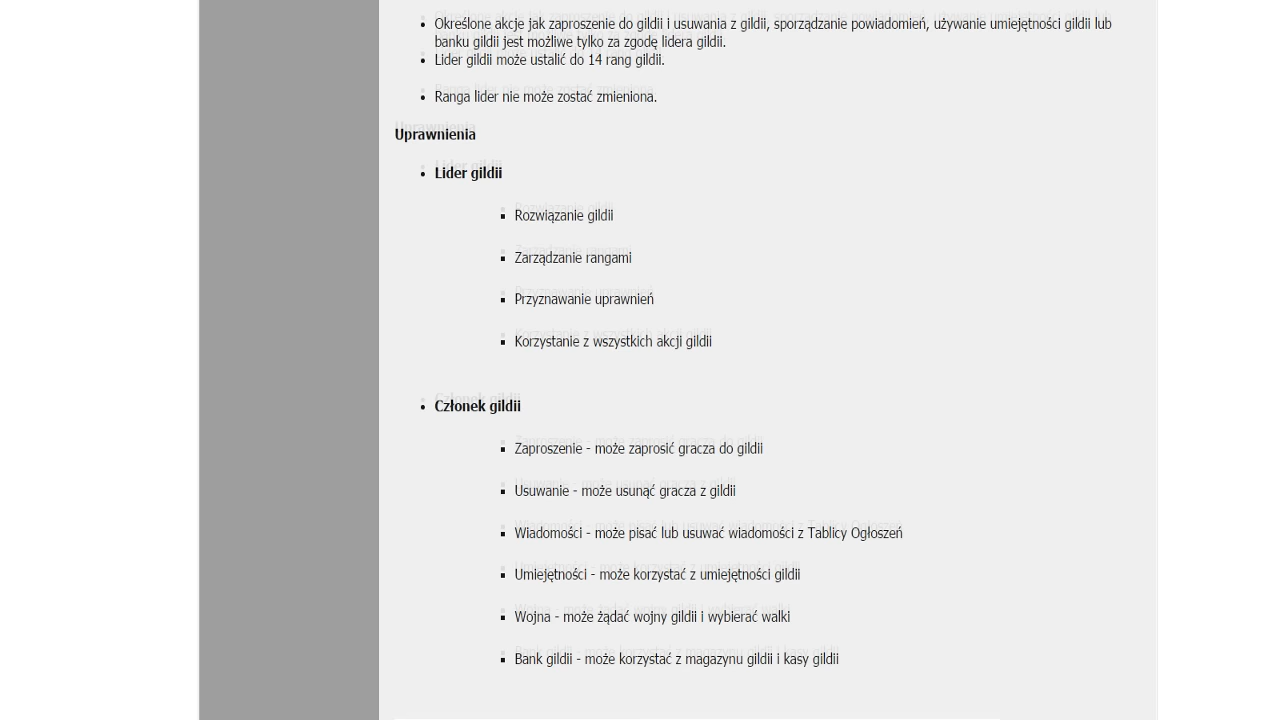 Określone akcje jak zaproszenie do gildii i usuwania z gildii, sporządzanie powiadomień, używanie umiejętności gildii lub
banku gildii jest możliwe tylko za zgodę lidera gildii.
Lider gildii może ustalić do 14 rang gildii.
Ranga lider nie może zostać zmieniona.
Uprawnienia
Lider gildii
Rozwiązanie gildii
Zarządzanie rangami
Przyznawanie uprawnień
Korzystanie z wszystkich akcji gildii
Członek gildii
Zaproszenie - może zaprosić gracza do gildii
Usuwanie - może usunąć gracza z gildii
Wiadomości - może pisać lub usuwać wiadomości z Tablicy Ogłoszeń
Umiejętności - może korzystać z umiejętności gildii
Wojna - może żądać wojny gildii i wybierać walki
Bank gildii - może korzystać z magazynu gildii i kasy gildii